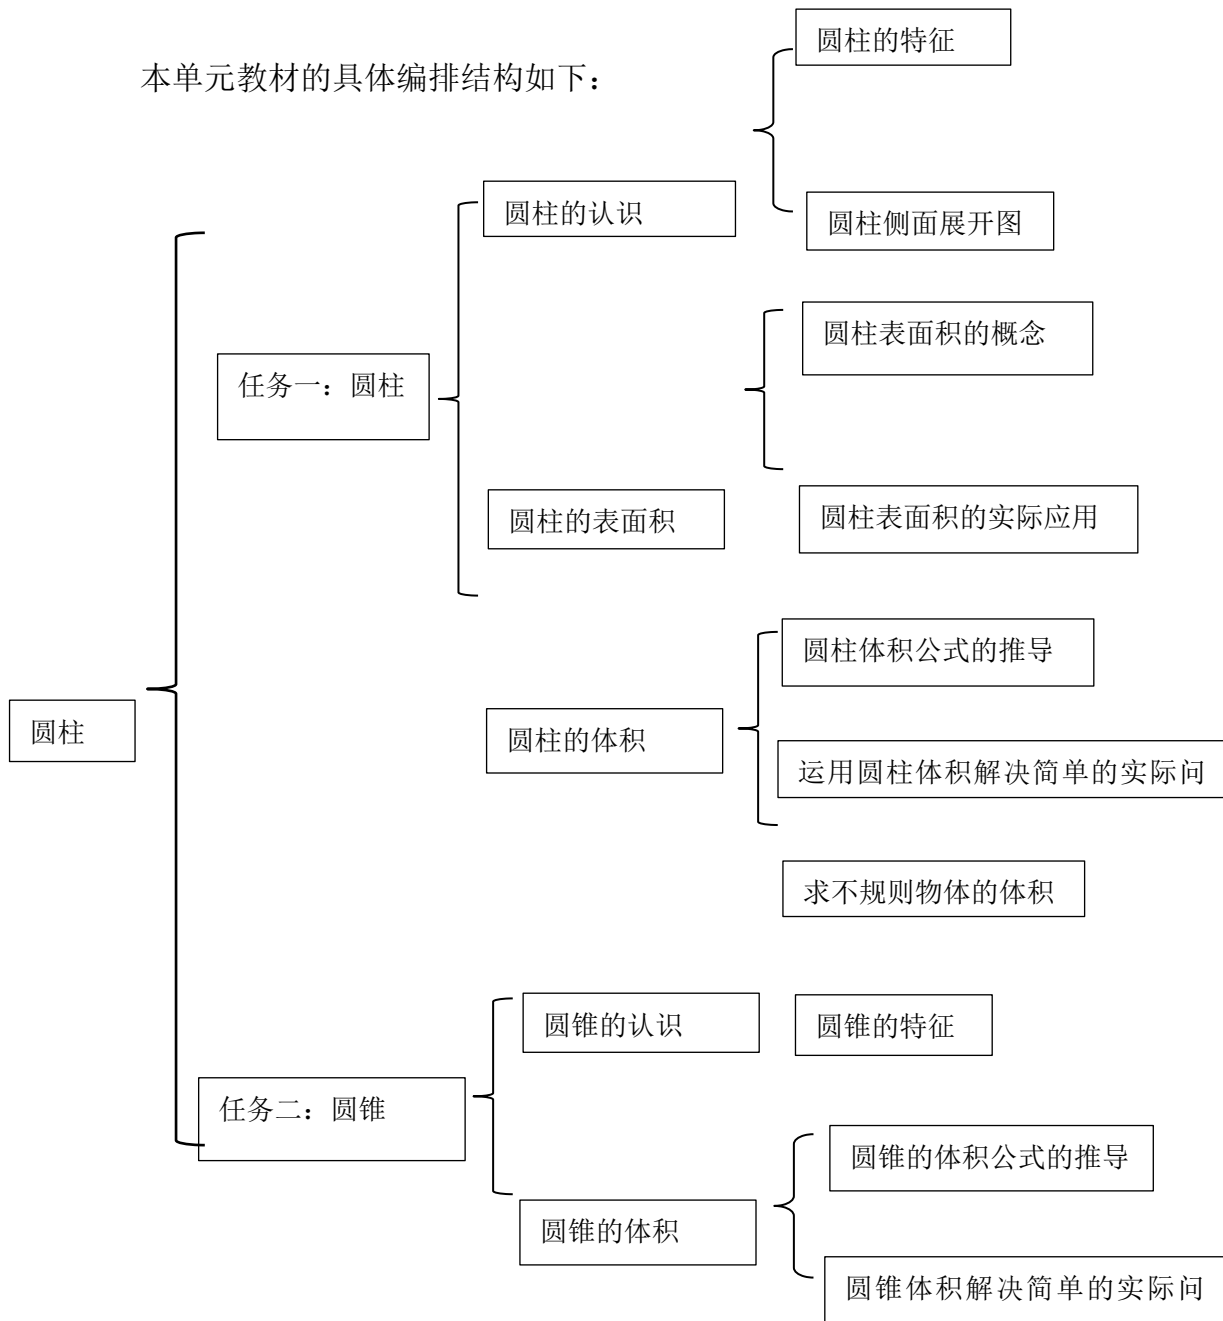 本单元教材的具体编排结构如下：
圆柱的特征
圆柱的认识
圆柱侧面展开图
圆柱表面积的概念
任务一：圆柱
圆柱的表面积
圆柱表面积的实际应用
圆柱体积公式的推导
圆柱
圆柱的体积
运用圆柱体积解决简单的实际问
求不规则物体的体积
圆锥的认识
圆锥的特征
任务二：圆锥
圆锥的体积公式的推导
圆锥的体积
圆锥体积解决简单的实际问